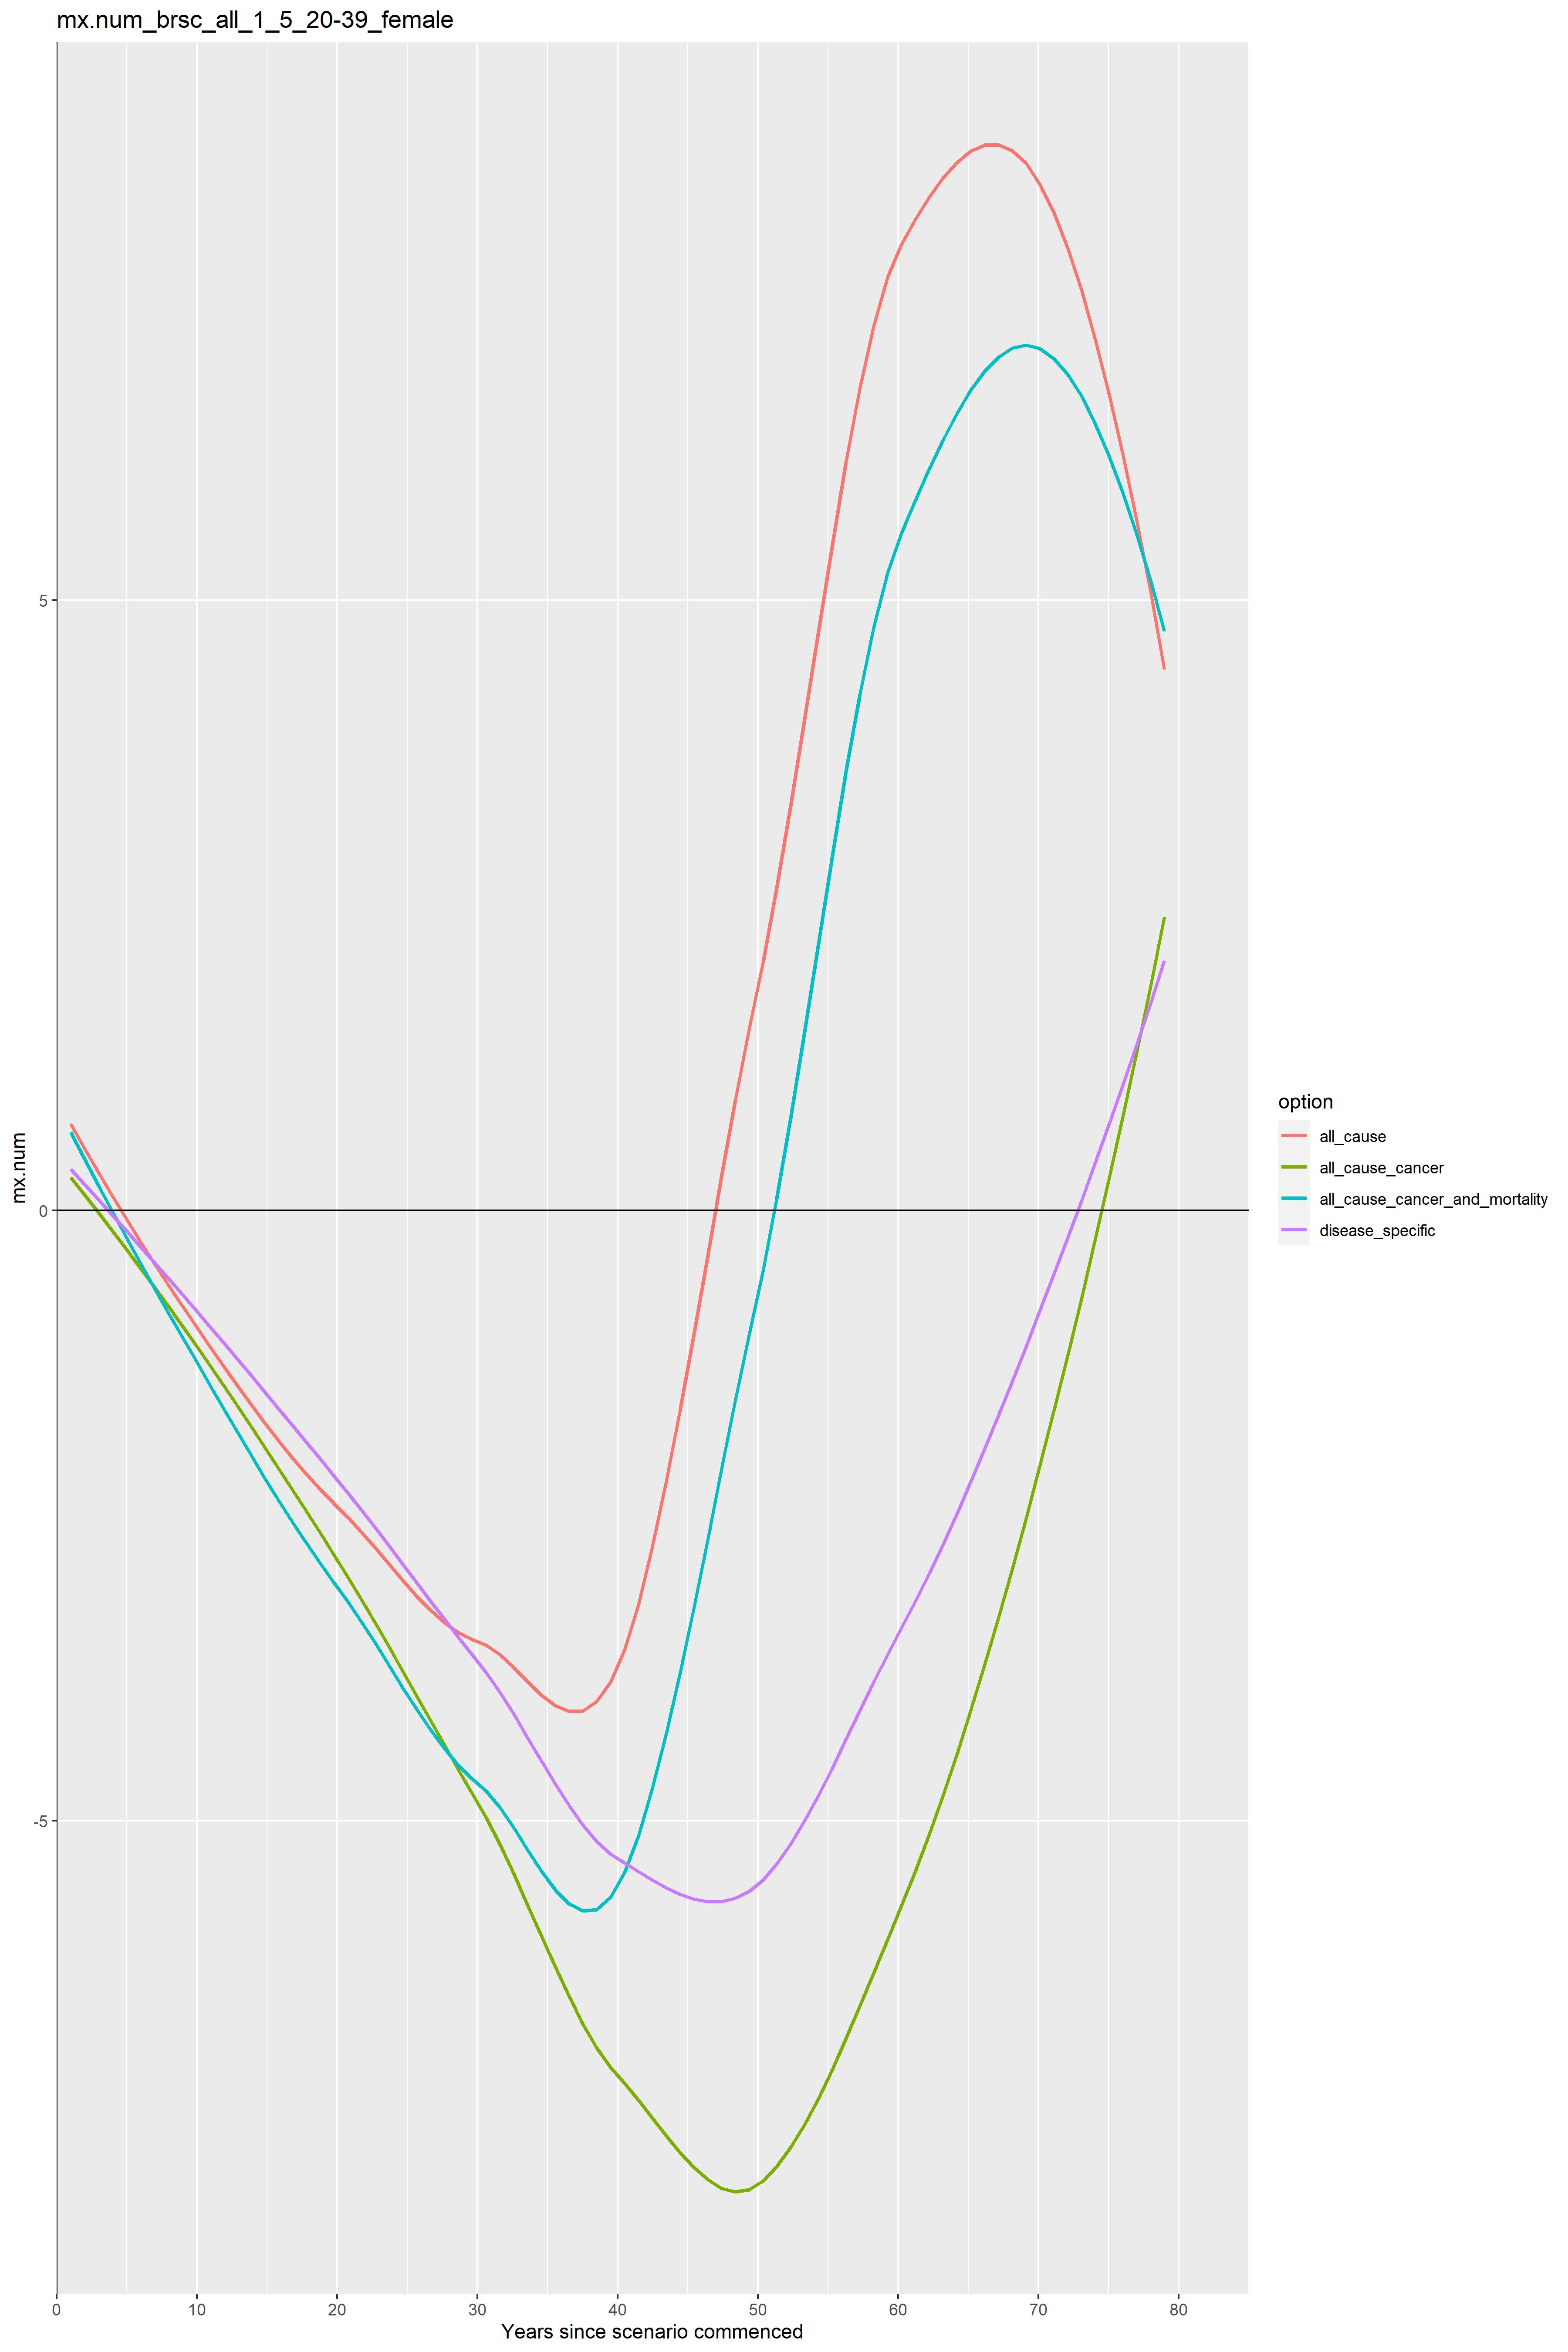 mx.num_brsc_all_1_5_20-39_female
mx.num
5
0
-5
0 10 20 30 40 50 60 70 80
Years since scenario commenced
option
all_cause
all_cause_cancer
all_cause_cancer_and_mortality
disease_specific